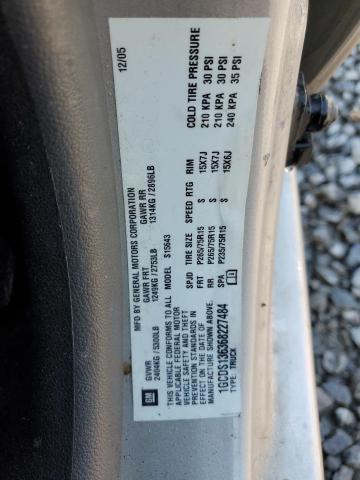 MFD BY GENERAL MOTORS CORPORATION 12/05
GM
GVWR GAWR FRT GAWR RR
2404KG / 5300LB 1249KG / 2753LB 1314KG / 2896LB
THIS VEHICLE CONFORMS TO ALL MODEL S15643
APPLICABLE FEDERAL MOTOR
VEHICLE SAFETY AND THEFT
PREVENTION STANDARDS IN
EFFECT ON THE DATE OF
MANUFACTURE SHOWN ABOVE.
1GCDS136368227484
TYPE: TRUCK
SPJD TIRE SIZE SPEED RTG RIM COLD TIRE PRESSURE
FRT P265/75R15 S 15X7J 210 KPA 30 PSI
RR P265/75R15 S 15X7J 210 KPA 30 PSI
SPA P235/75R15 S 15X6J 240 KPA 35 PSI